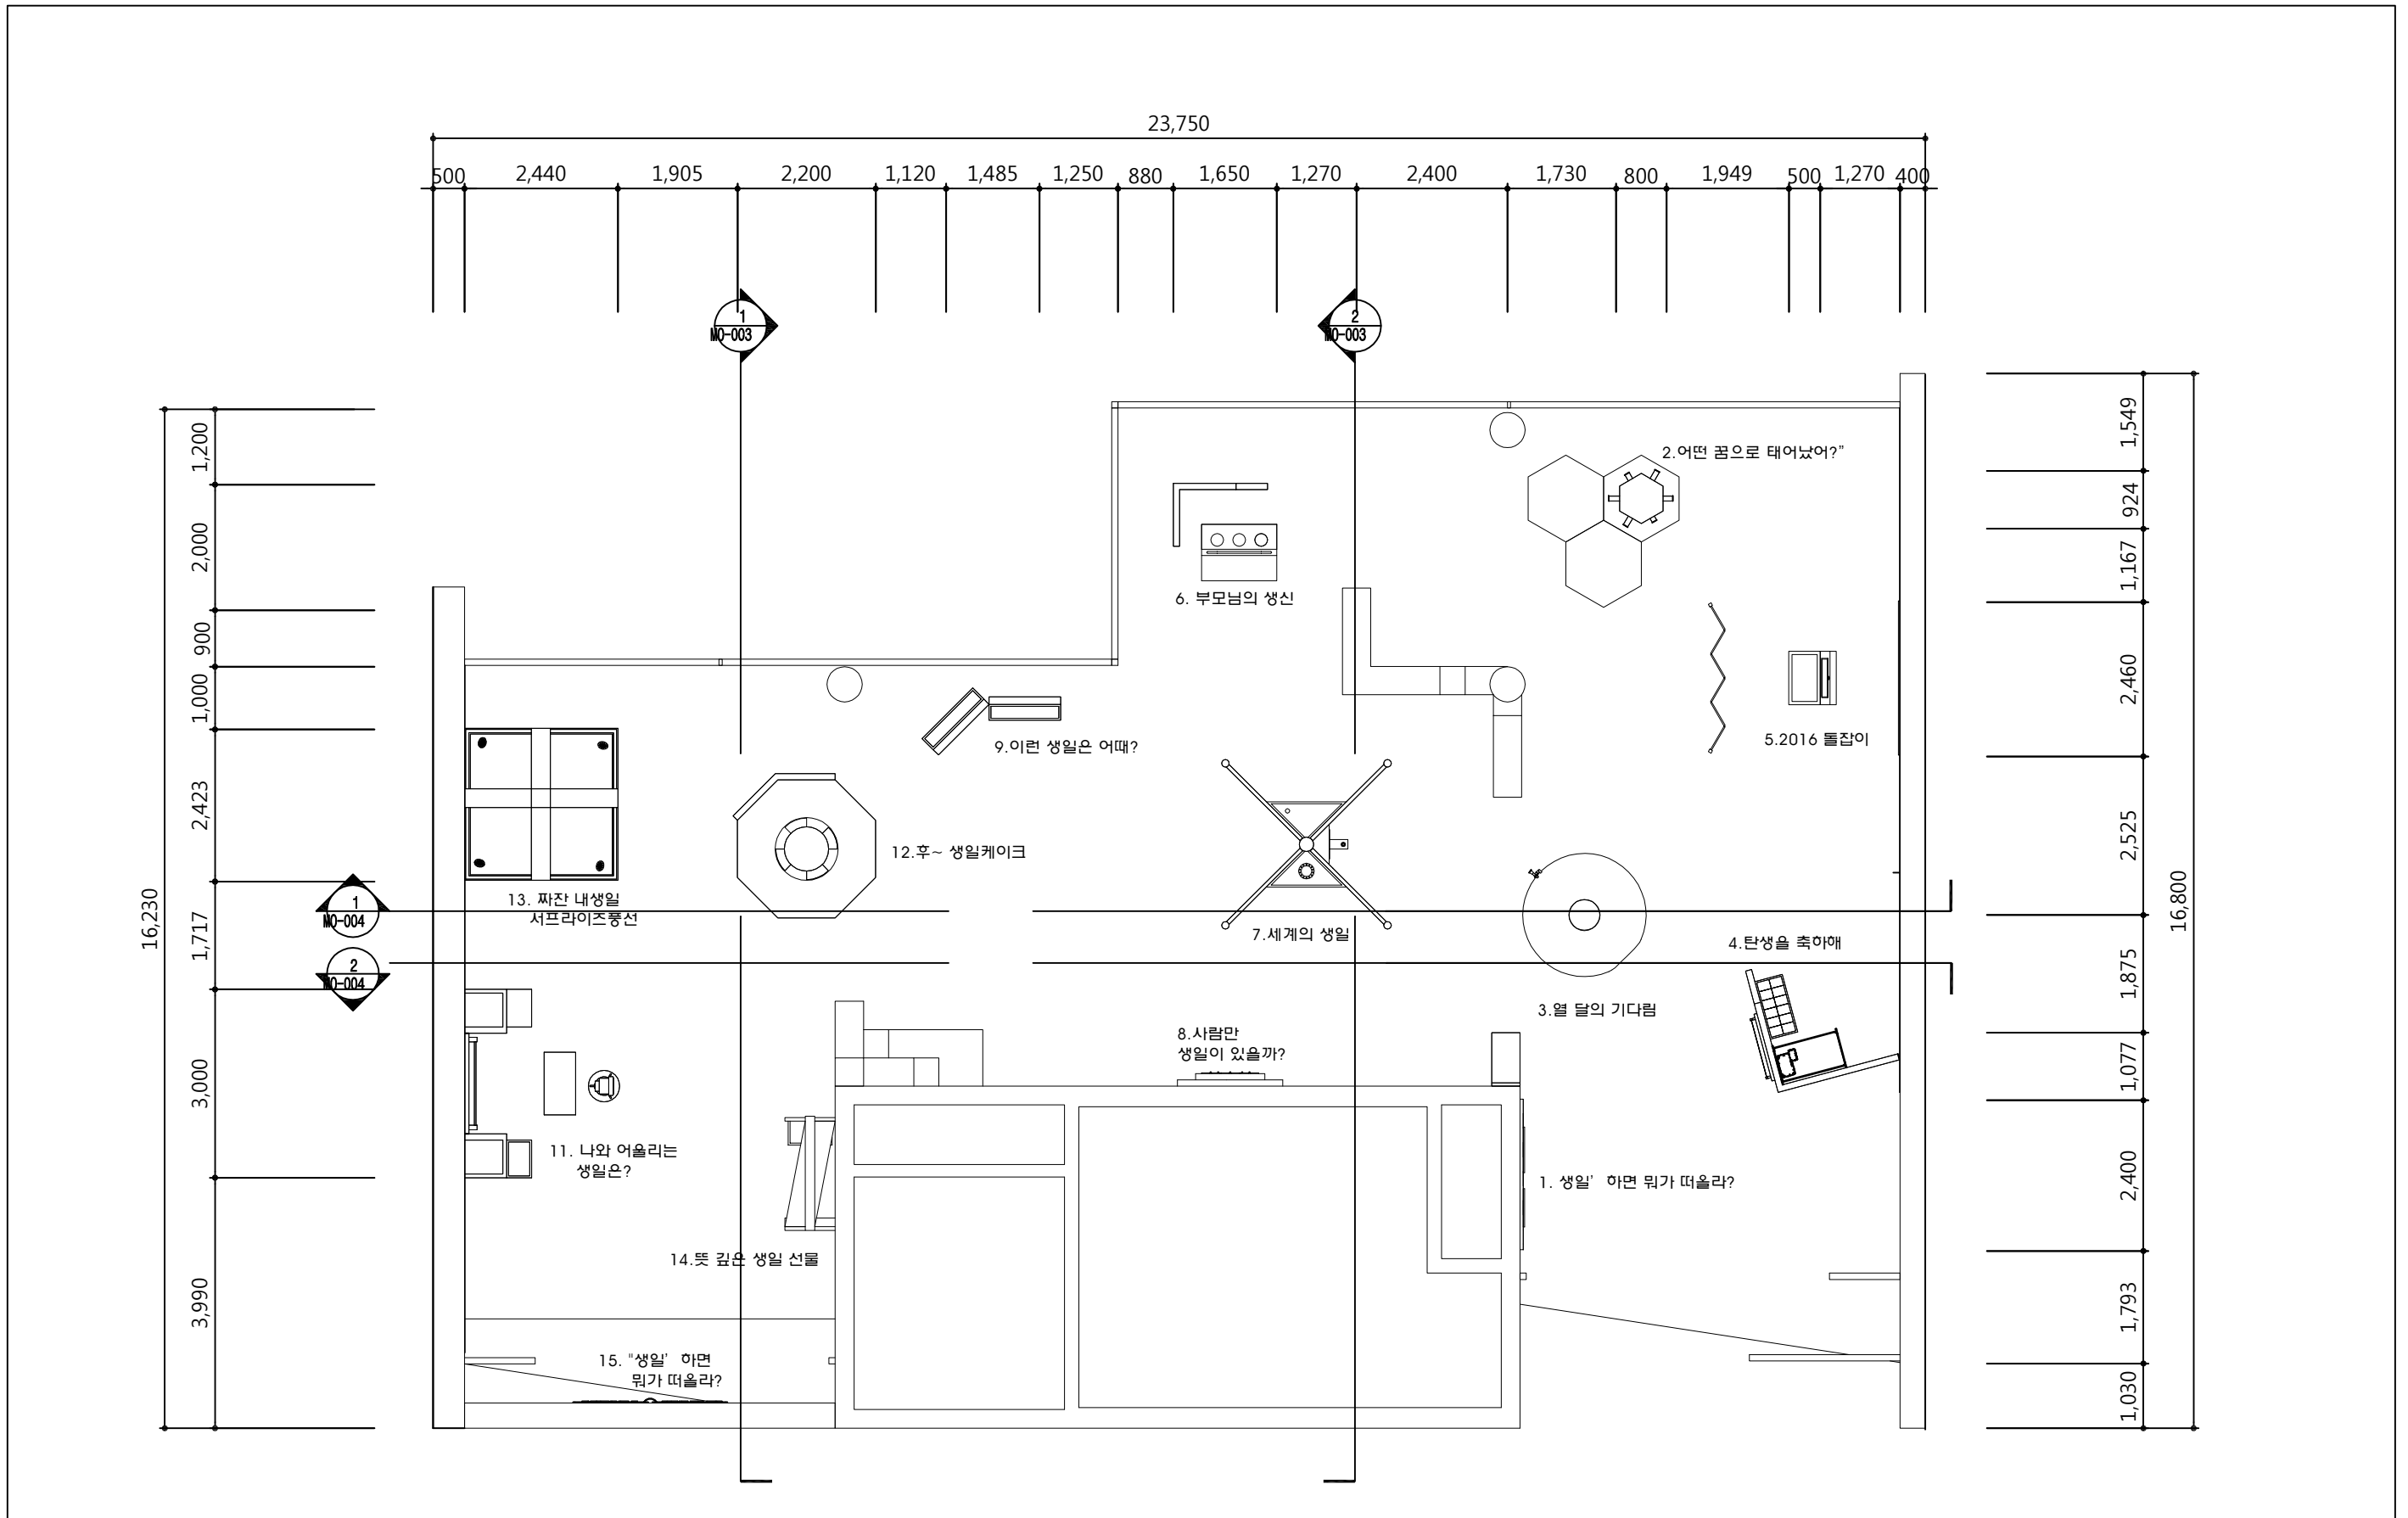 23,750
500 2,440 1,905 2,200 1,120 1,485 1,250 880 1,650 1,270 2,400 1,730 800 1,949 500 1,270 400
1
MO-003
2
MO-003
16,230
1,200
2,000
900
1,000
2,423
1,717
3,000
3,990
1
MO-004
2
MO-004
2.어떤 꿈으로 태어났어?”
6. 부모님의 생신
5.2016 돌잡이
9.이런 생일은 어때?
12.후~ 생일케이크
13. 짜잔 내생일
서프라이즈풍선
7.세계의 생일
4.탄생을 축하해
3.열 달의 기다림
8.사람만
생일이 있을까?
11. 나와 어울리는
생일은?
1. 생일’ 하면 뭐가 떠올라?
14.뜻 깊은 생일 선물
15. "생일’ 하면
뭐가 떠올라?
1,549
924
1,167
2,460
2,525
1,875
1,077
2,400
1,793
1,030
16,800